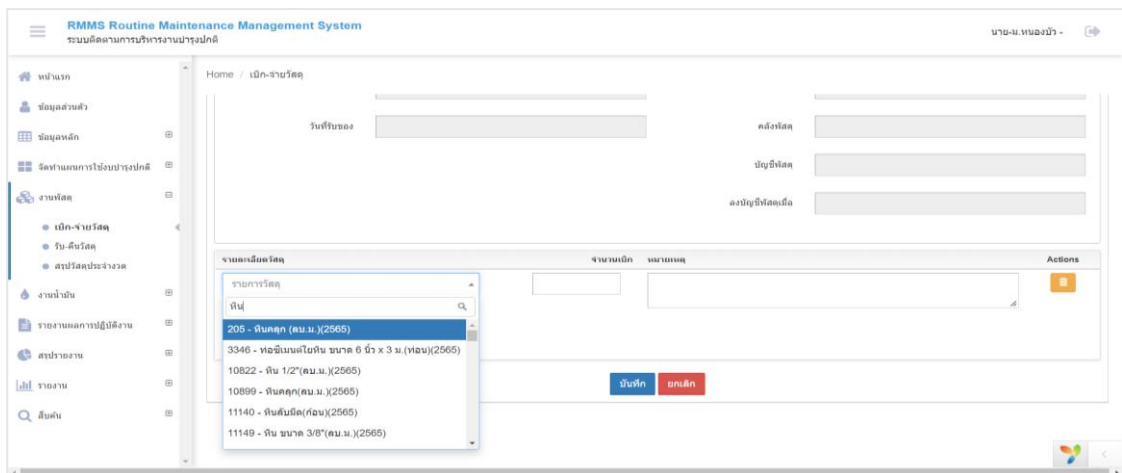 RMMS Routine Maintenance Management System
ระบบติดตามการบริหารงานบำรุงปกติ
นาย-ม.หนองบัว -
หน้าแรก
ข้อมูลส่วนตัว
ข้อมูลหลัก
จัดทำแผนการใช้งบบำรุงปกติ
งานพัสดุ
เบิก-จ่ายวัสดุ
รับ-คืนวัสดุ
สรุปวัสดุประจำงวด
งานน้ำมัน
รายงานผลการปฏิบัติงาน
สรุปรายงาน
รายงาน
สืบค้น
Home / เบิก-จ่ายวัสดุ
วันที่รับของ
คลังพัสดุ
บัญชีพัสดุ
ลงบัญชีพัสดุเมื่อ
รายละเอียดวัสดุ จำนวนเบิก หมายเหตุ Actions
รายการวัสดุ
หิน
205 - หินคลุก (ลบ.ม.)(2565)
3346 - ท่อซีเมนต์ใยหิน ขนาด 6 นิ้ว x 3 ม.(ท่อน)(2565)
10822 - หิน 1/2"(ลบ.ม.)(2565)
10899 - หินคลุก(ลบ.ม.)(2565)
11140 - หินลับมีด(ก้อน)(2565)
11149 - หิน ขนาด 3/8"(ลบ.ม.)(2565)
บันทึก ยกเลิก